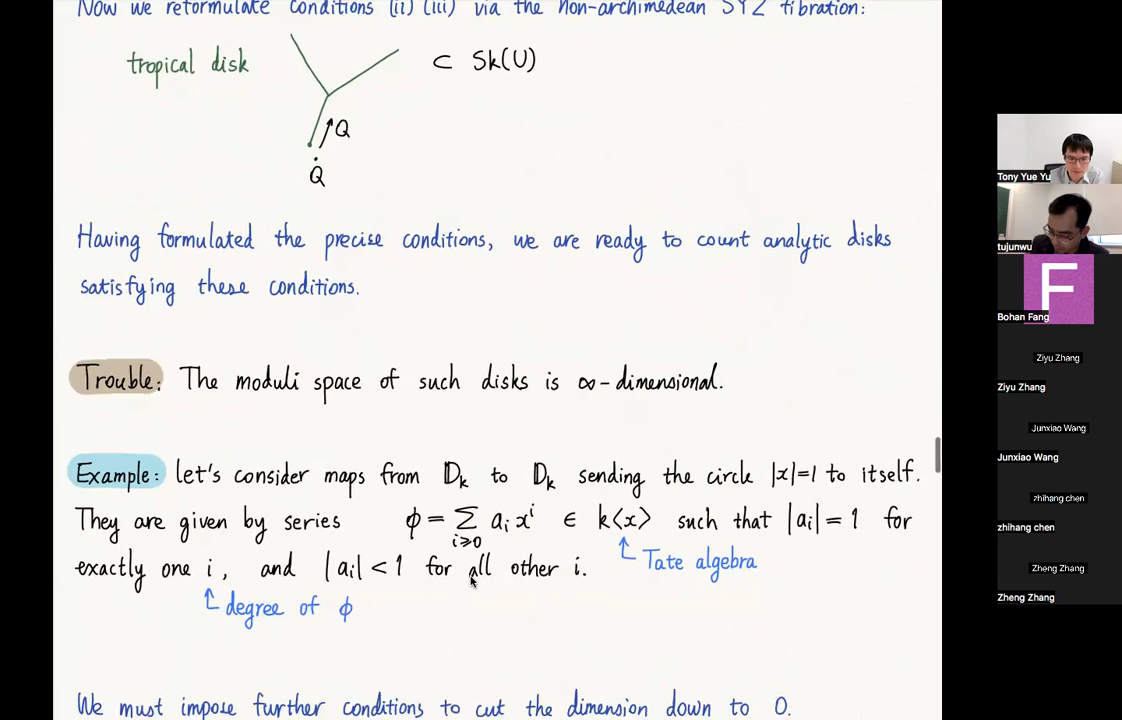 Now we reformulate conditions (ii) (iii) via the non-archimedean SYZ fibration:
tropical disk
⊂ Sk(U)
Q
Q̇
Having formulated the precise conditions, we are ready to count analytic disks
satisfying these conditions.
Trouble: The moduli space of such disks is ∞-dimensional.
Example: let's consider maps from 𝔻k to 𝔻k sending the circle |x|=1 to itself.
They are given by series φ = ∑ aᵢ xⁱ ∈ k⟨x⟩ such that |aᵢ| = 1 for
i≥0
exactly one i, and |aᵢ| < 1 for all other i.
Tate algebra
degree of φ
We must impose further conditions to cut the dimension down to 0.
Tony Yue Yu
tujunwu
F
Bohan Fang
Ziyu Zhang
Ziyu Zhang
Junxiao Wang
Junxiao Wang
zhihang chen
zhihang chen
Zheng Zhang
Zheng Zhang